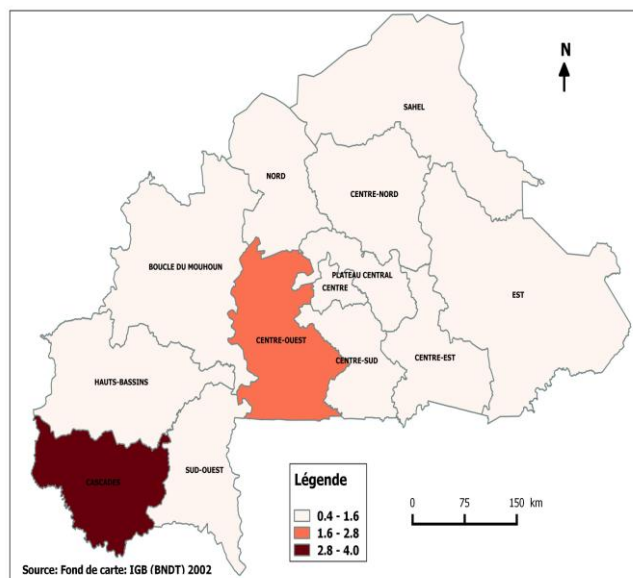 N
SAHEL
NORD
CENTRE-NORD
BOUCLE DU MOUHOUN
PLATEAU CENTRAL
CENTRE
EST
CENTRE-OUEST
CENTRE-SUD
CENTRE-EST
HAUTS-BASSINS
SUD-OUEST
CASCADES
Légende
0.4 - 1.6
1.6 - 2.8
2.8 - 4.0
0 75 150 km
Source: Fond de carte: IGB (BNDT) 2002